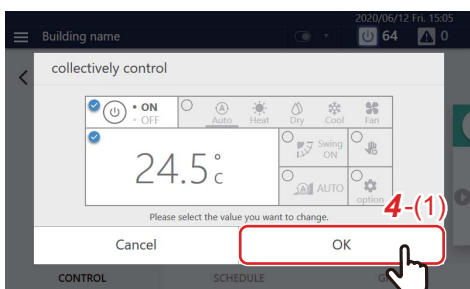 2020/06/12 Fri. 15:05
Building name
64
0
collectively control
• ON
• OFF
A
Auto
Heat
Dry
Cool
Fan
24.5°c
Swing
ON
A
AUTO
option
Please select the value you want to change.
4-(1)
Cancel
OK
CONTROL
SCHEDULE